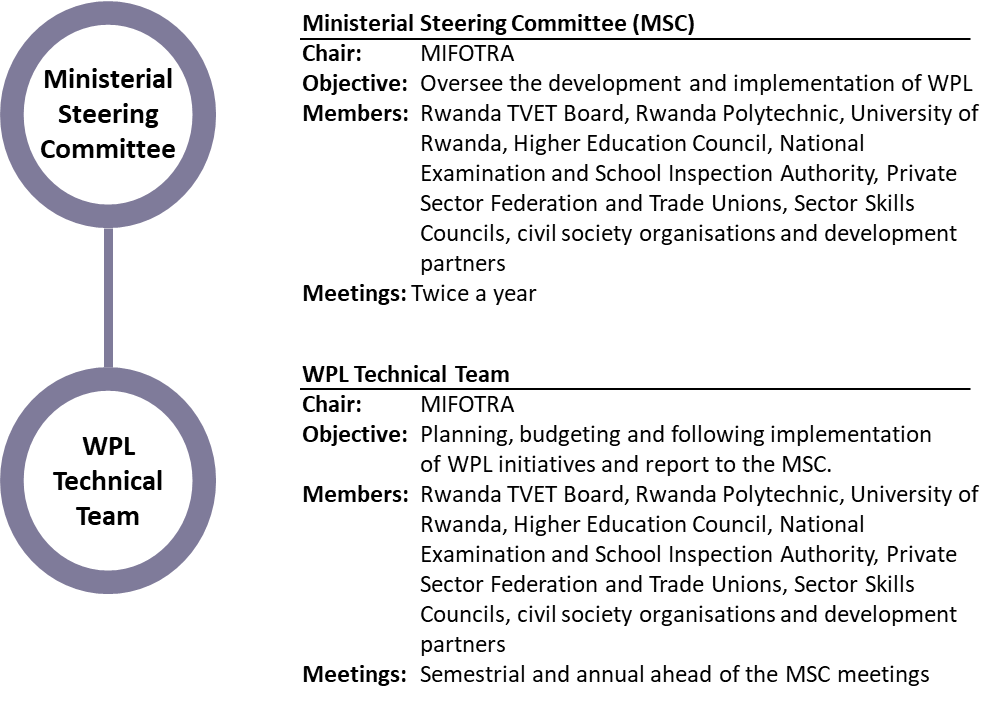 Ministerial
Steering
Committee
Ministerial Steering Committee (MSC)
Chair: MIFOTRA
Objective: Oversee the development and implementation of WPL
Members: Rwanda TVET Board, Rwanda Polytechnic, University of
Rwanda, Higher Education Council, National
Examination and School Inspection Authority, Private
Sector Federation and Trade Unions, Sector Skills
Councils, civil society organisations and development
partners
Meetings: Twice a year
WPL
Technical
Team
WPL Technical Team
Chair: MIFOTRA
Objective: Planning, budgeting and following implementation
of WPL initiatives and report to the MSC.
Members: Rwanda TVET Board, Rwanda Polytechnic, University of
Rwanda, Higher Education Council, National
Examination and School Inspection Authority, Private
Sector Federation and Trade Unions, Sector Skills
Councils, civil society organisations and development
partners
Meetings: Semestrial and annual ahead of the MSC meetings